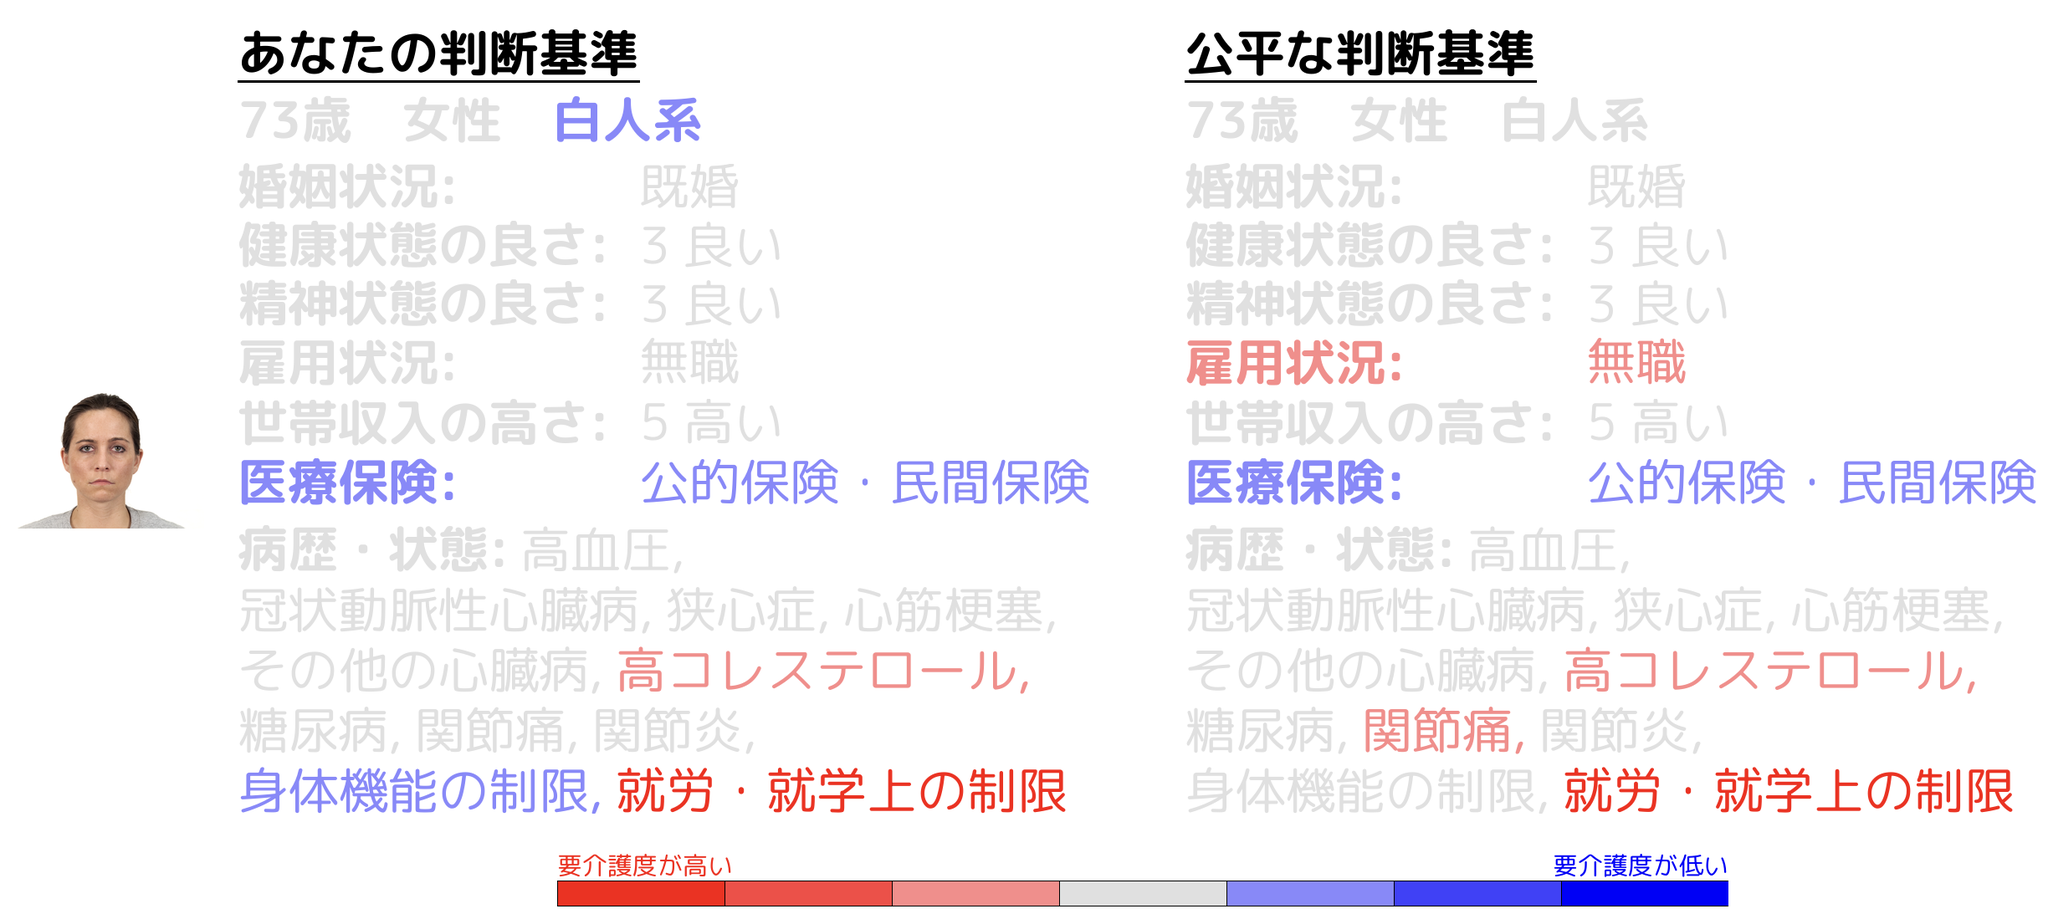 あなたの判断基準
73歳 女性 白人系
婚姻状況: 既婚
健康状態の良さ: 3 良い
精神状態の良さ: 3 良い
雇用状況: 無職
世帯収入の高さ: 5 高い
医療保険: 公的保険・民間保険
病歴・状態: 高血圧,
冠状動脈性心臓病, 狭心症, 心筋梗塞,
その他の心臓病, 高コレステロール,
糖尿病, 関節痛, 関節炎,
身体機能の制限, 就労・就学上の制限
公平な判断基準
73歳 女性 白人系
婚姻状況: 既婚
健康状態の良さ: 3 良い
精神状態の良さ: 3 良い
雇用状況: 無職
世帯収入の高さ: 5 高い
医療保険: 公的保険・民間保険
病歴・状態: 高血圧,
冠状動脈性心臓病, 狭心症, 心筋梗塞,
その他の心臓病, 高コレステロール,
糖尿病, 関節痛, 関節炎,
身体機能の制限, 就労・就学上の制限
要介護度が高い 要介護度が低い